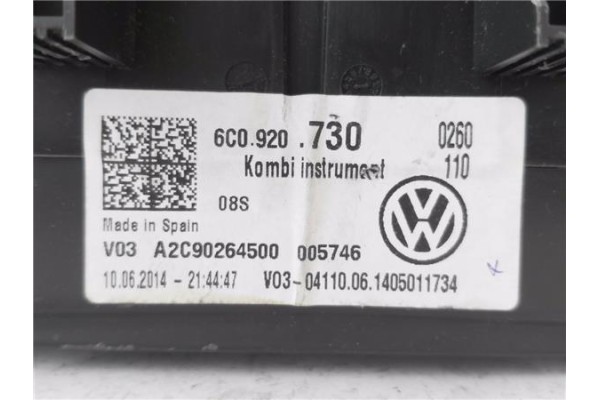 6C0.920 .730 0260
Kombi instrument 110
08S
Made in Spain
V03 A2C90264500 005746
10.06.2014 - 21:44:47 V03-04110.06.1405011734